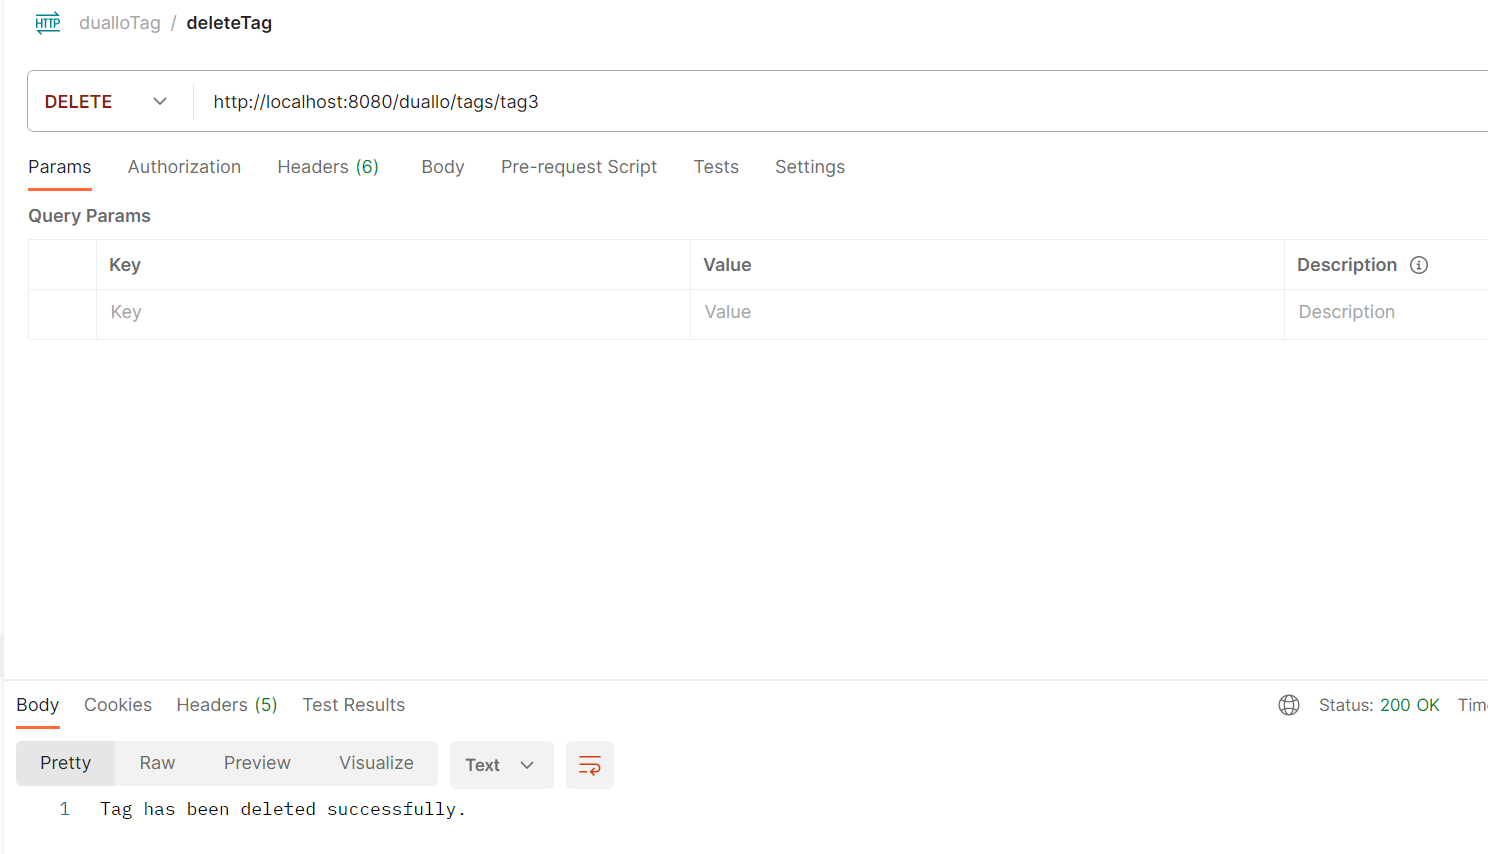 HTTP dualloTag / deleteTag
DELETE http://localhost:8080/duallo/tags/tag3
Params Authorization Headers (6) Body Pre-request Script Tests Settings
Query Params
Key Value Description
Key Value Description
Body Cookies Headers (5) Test Results Status: 200 OK
Pretty Raw Preview Visualize Text
1 Tag has been deleted successfully.